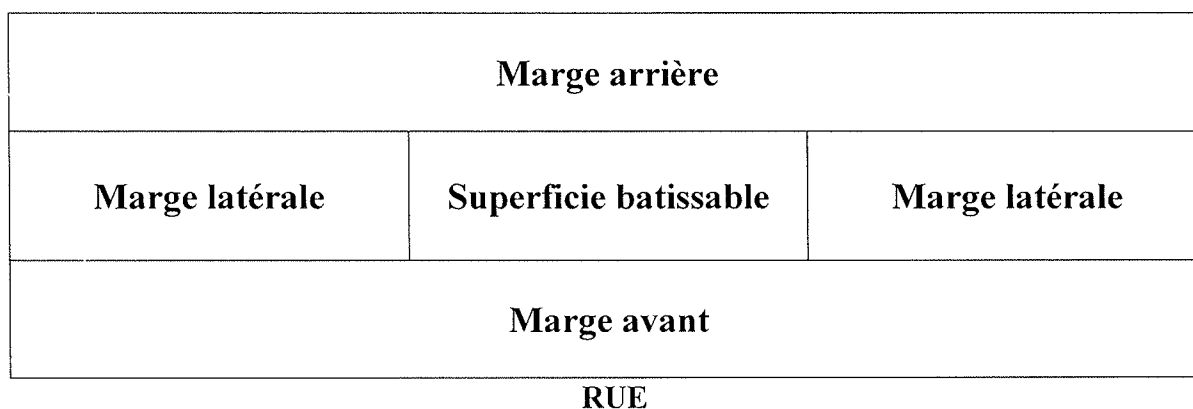 Marge arrière
Marge latérale Superficie batissable Marge latérale
Marge avant
RUE